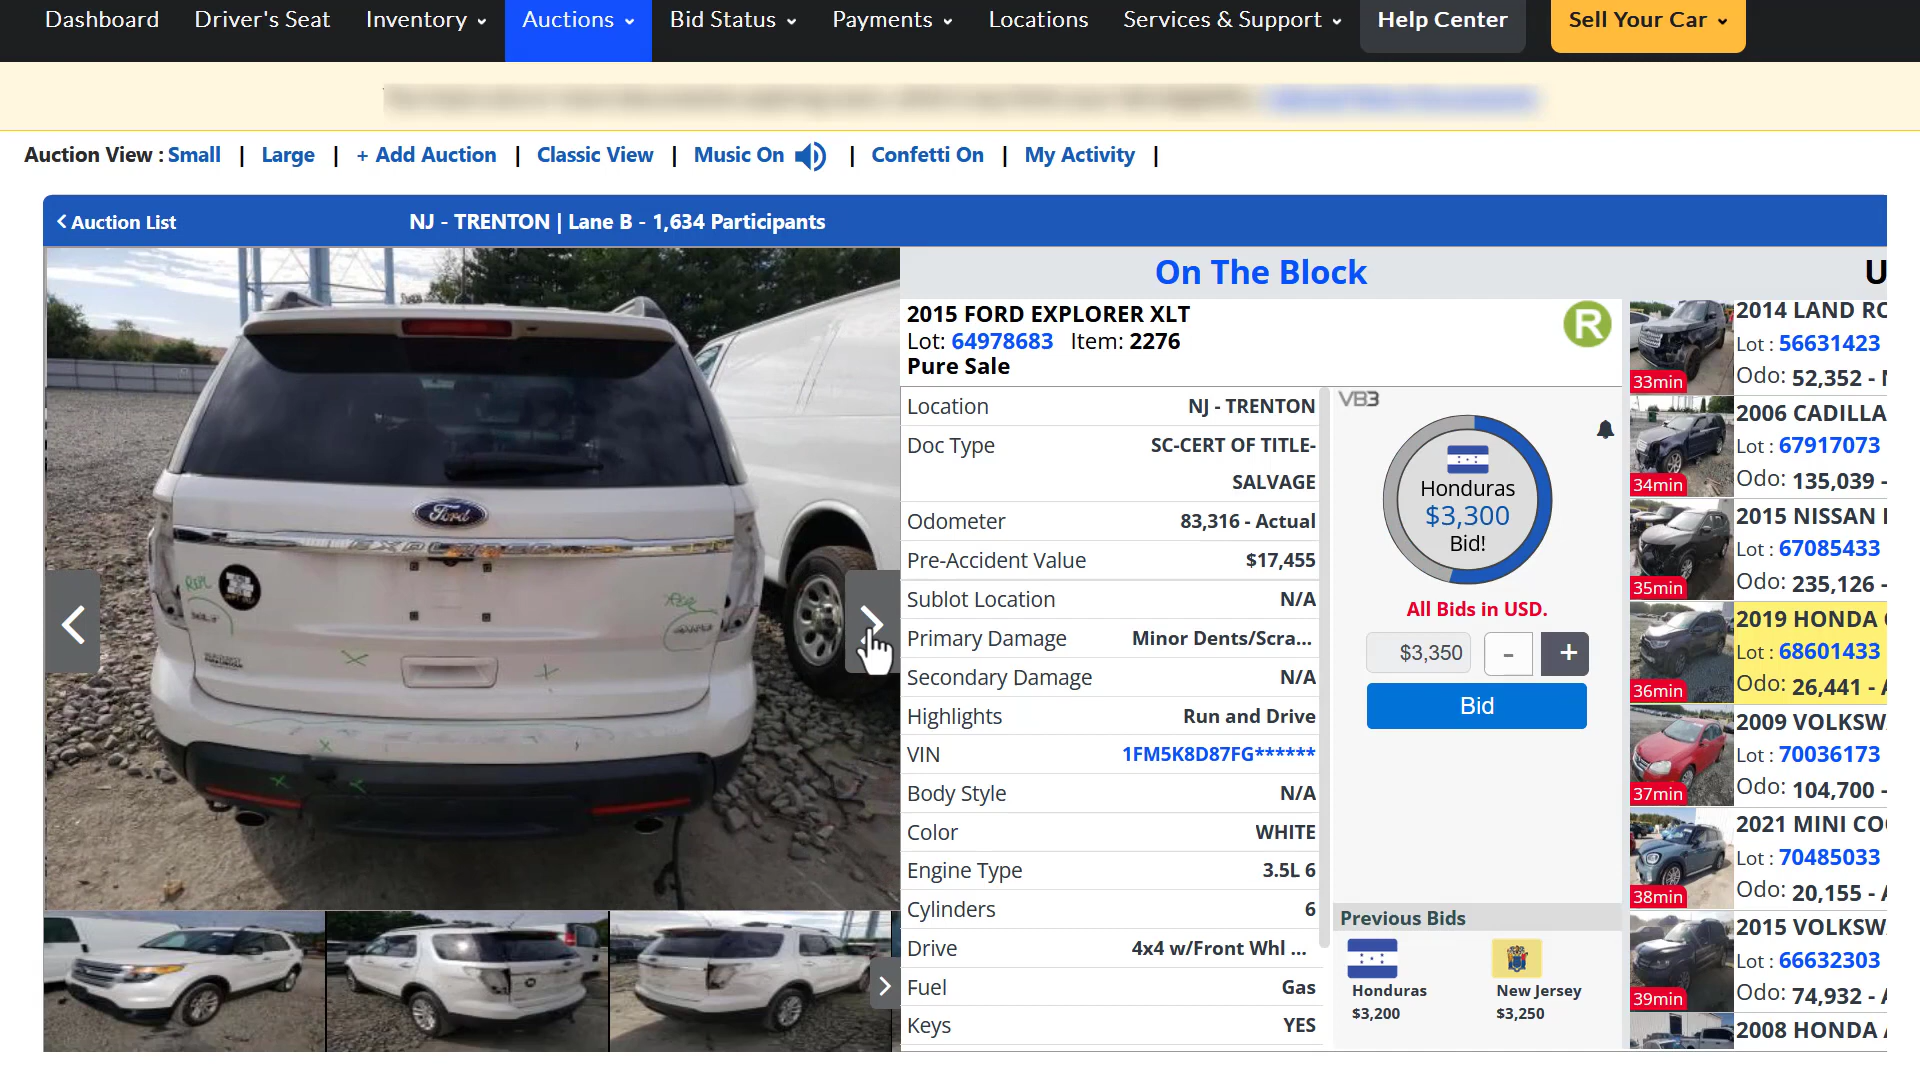 Dashboard
Driver's Seat
Inventory
Auctions
Bid Status
Payments
Locations
Services & Support
Help Center
Sell Your Car
Auction View : Small | Large | + Add Auction | Classic View | Music On | Confetti On | My Activity |
Auction List
NJ - TRENTON | Lane B - 1,634 Participants
On The Block
2015 FORD EXPLORER XLT
Lot: 64978683 Item: 2276
Pure Sale
R
Location NJ - TRENTON
Doc Type SC-CERT OF TITLE-
SALVAGE
Odometer 83,316 - Actual
Pre-Accident Value $17,455
Sublot Location N/A
Primary Damage Minor Dents/Scra...
Secondary Damage N/A
Highlights Run and Drive
VIN 1FM5K8D87FG******
Body Style N/A
Color WHITE
Engine Type 3.5L 6
Cylinders 6
Drive 4x4 w/Front Whl ...
Fuel Gas
Keys YES
VB3
Honduras
$3,300
Bid!
All Bids in USD.
$3,350
-
+
Bid
Previous Bids
Honduras
$3,200
New Jersey
$3,250
U
2014 LAND RO
Lot : 56631423
Odo: 52,352 -
33min
2006 CADILLA
Lot : 67917073
Odo: 135,039 -
34min
2015 NISSAN
Lot : 67085433
Odo: 235,126 -
35min
2019 HONDA
Lot : 68601433
Odo: 26,441 - A
36min
2009 VOLKSW
Lot : 70036173
Odo: 104,700 -
37min
2021 MINI CO
Lot : 70485033
Odo: 20,155 - A
38min
2015 VOLKSW
Lot : 66632303
Odo: 74,932 - A
39min
2008 HONDA
Ford
EXPLORER
XLT
4WD